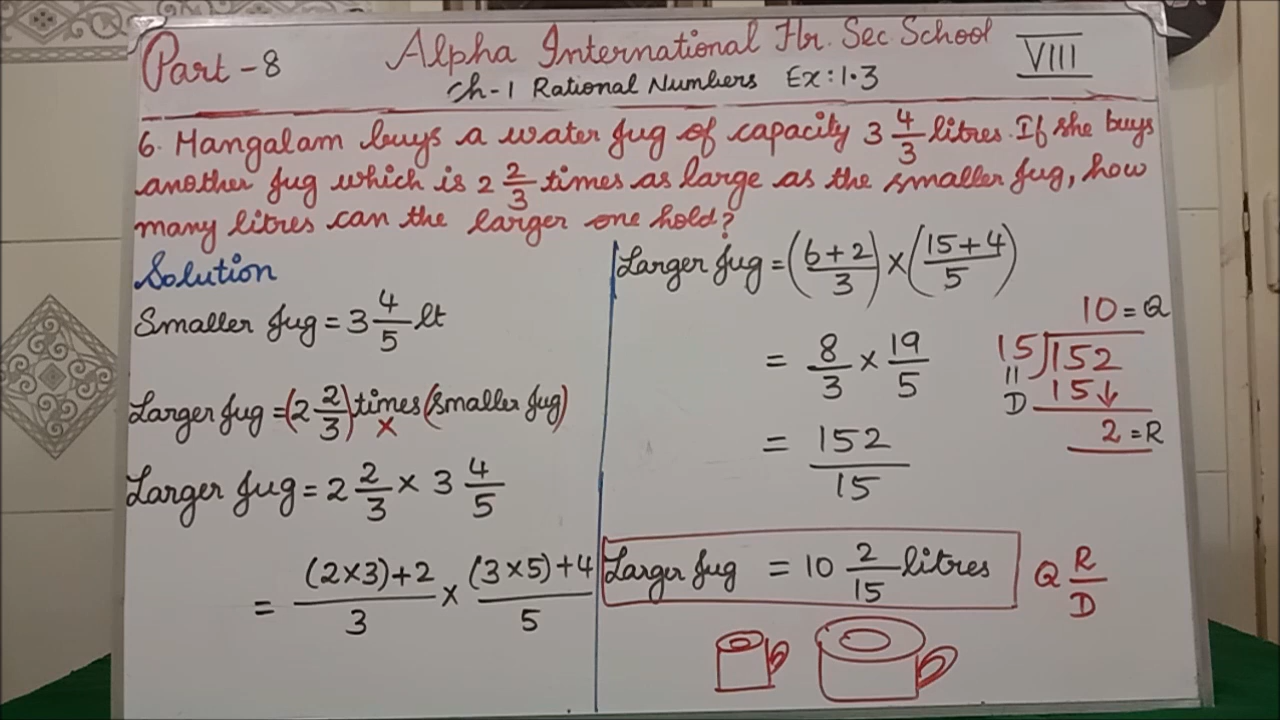 Part - 8
Alpha International Hr. Sec School
VIII
Ch-1 Rational Numbers Ex: 1.3
6. Mangalam buys a water jug of capacity 3 4/3 litres. If she buys
another jug which is 2 2/3 times as large as the smaller jug, how
many litres can the larger one hold?
Solution
Smaller jug = 3 4/5 lt
Larger jug = (2 2/3) times (smaller jug)
×
Larger jug = 2 2/3 × 3 4/5
= (2×3)+2/3 × (3×5)+4/5
Larger jug = (6+2/3) × (15+4/5)
= 8/3 × 19/5
= 152/15
10 = Q
15)152
=
D
15↓
2 = R
Larger jug = 10 2/15 litres
Q R/D